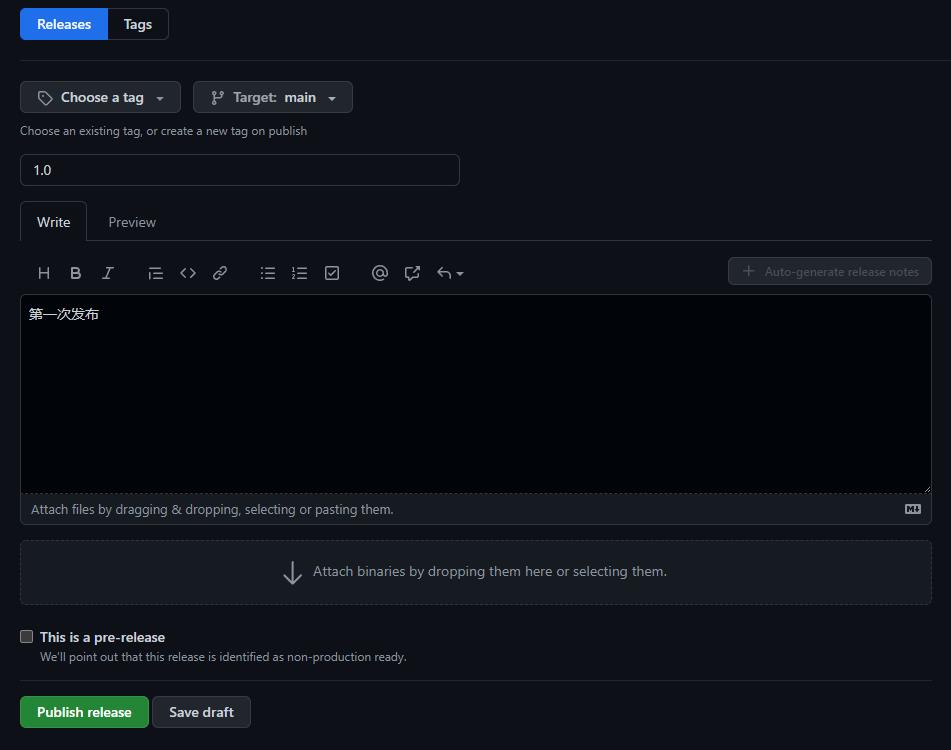 Releases Tags
Choose a tag Target: main
Choose an existing tag, or create a new tag on publish
1.0
Write Preview
Auto-generate release notes
第一次发布
Attach files by dragging & dropping, selecting or pasting them.
Attach binaries by dropping them here or selecting them.
This is a pre-release
We'll point out that this release is identified as non-production ready.
Publish release Save draft